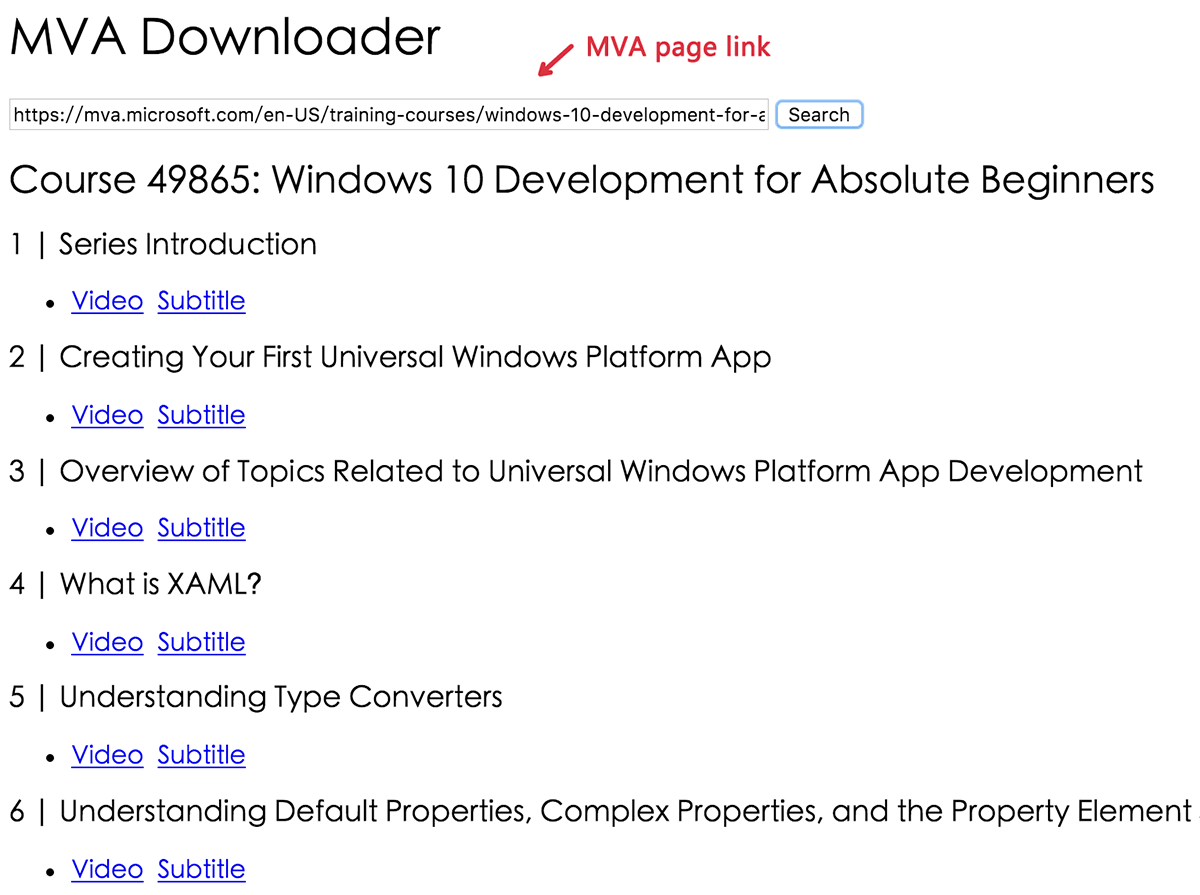 MVA Downloader
MVA page link
https://mva.microsoft.com/en-US/training-courses/windows-10-development-for-a
Search
Course 49865: Windows 10 Development for Absolute Beginners
1 | Series Introduction
• Video Subtitle
2 | Creating Your First Universal Windows Platform App
• Video Subtitle
3 | Overview of Topics Related to Universal Windows Platform App Development
• Video Subtitle
4 | What is XAML?
• Video Subtitle
5 | Understanding Type Converters
• Video Subtitle
6 | Understanding Default Properties, Complex Properties, and the Property Element
• Video Subtitle